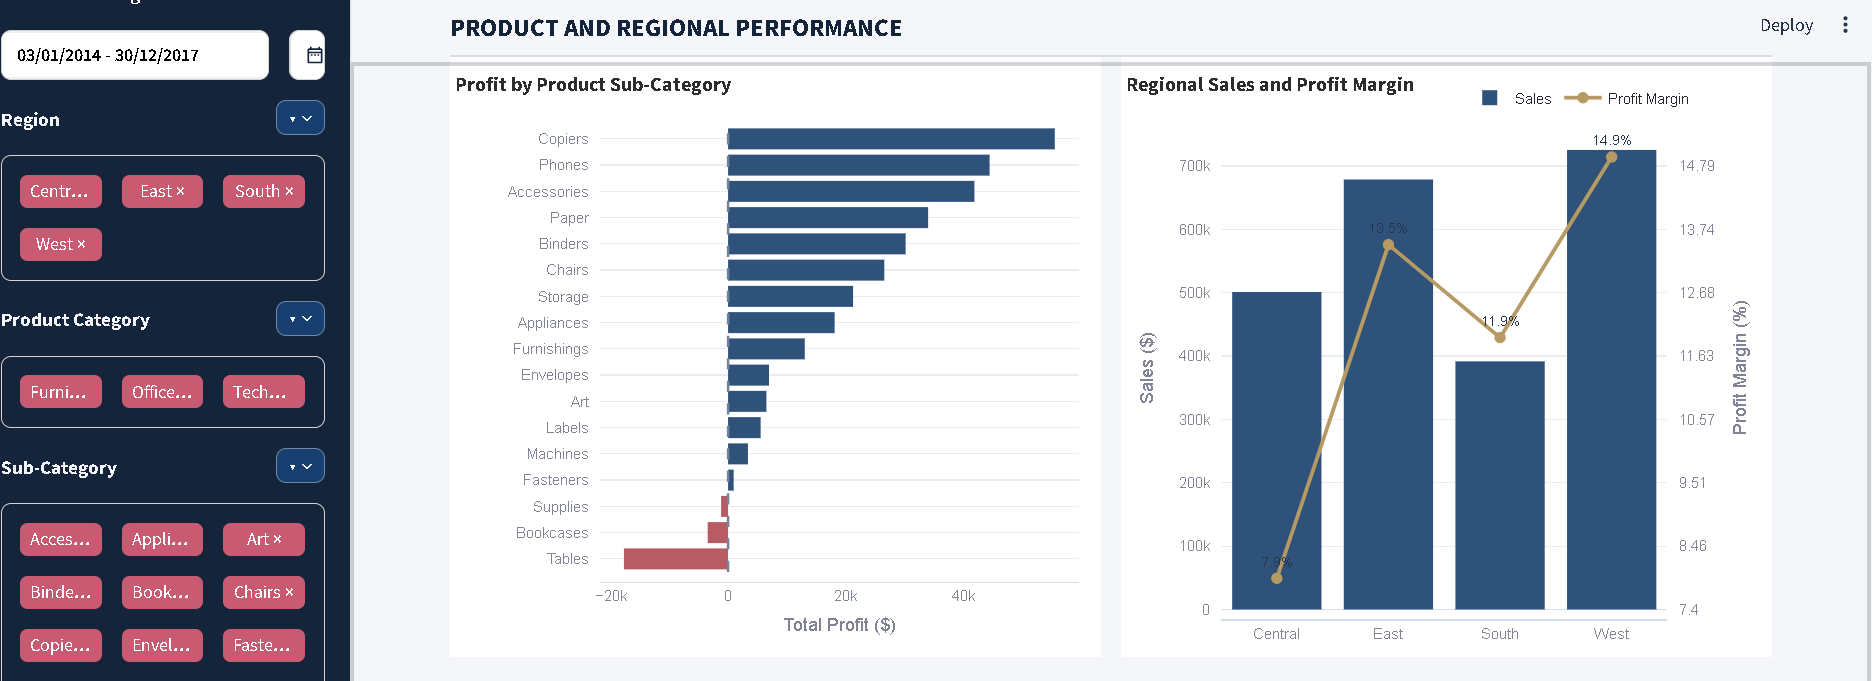 03/01/2014 - 30/12/2017
Region
Centr...
East ×
South ×
West ×
Product Category
Furni...
Office...
Tech...
Sub-Category
Acces...
Appli...
Art ×
Binde...
Book...
Chairs ×
Copie...
Envel...
Faste...
PRODUCT AND REGIONAL PERFORMANCE
Deploy
Profit by Product Sub-Category
Copiers
Phones
Accessories
Paper
Binders
Chairs
Storage
Appliances
Furnishings
Envelopes
Art
Labels
Machines
Fasteners
Supplies
Bookcases
Tables
−20k
0
20k
40k
Total Profit ($)
Regional Sales and Profit Margin
Sales
Profit Margin
Sales ($)
700k
600k
500k
400k
300k
200k
100k
0
7.9%
13.5%
11.9%
14.9%
Central
East
South
West
14.79
13.74
12.68
11.63
10.57
9.51
8.46
7.4
Profit Margin (%)